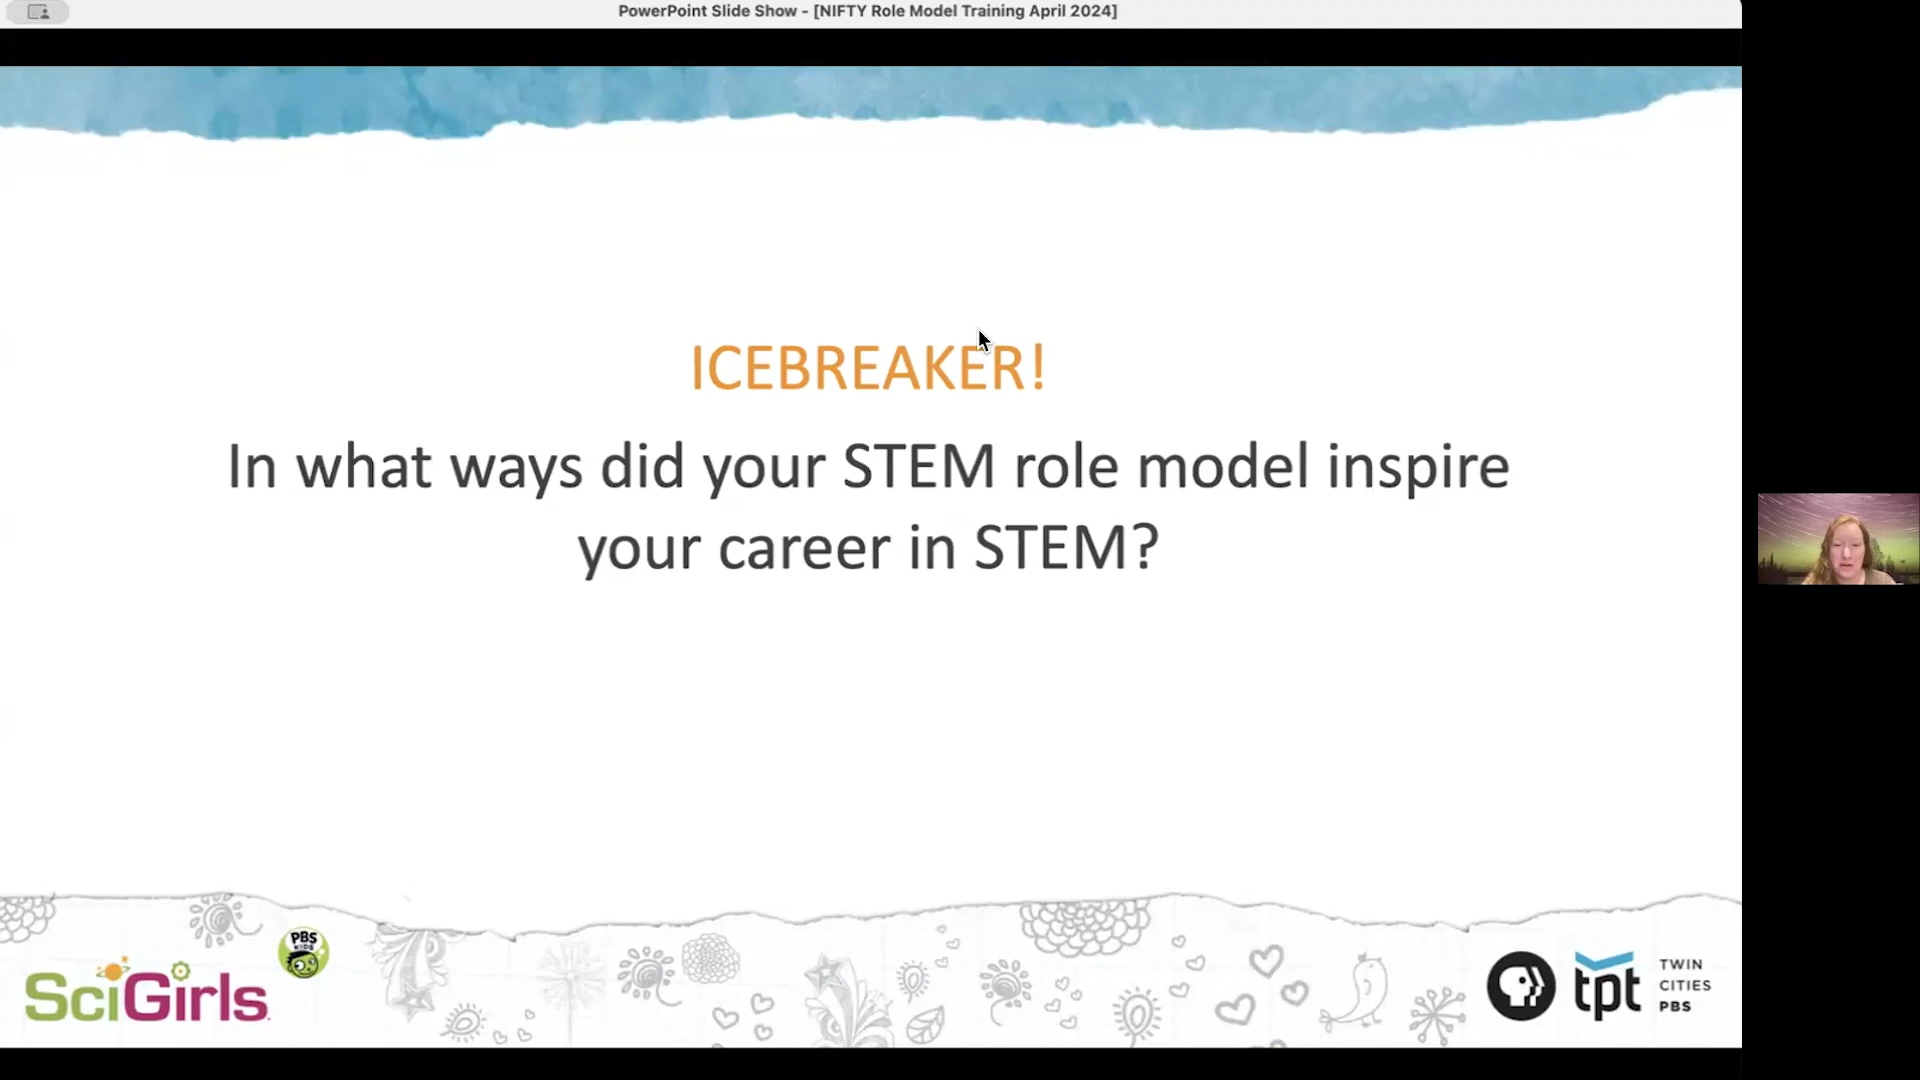 PowerPoint Slide Show - [NIFTY Role Model Training April 2024]
ICEBREAKER!
In what ways did your STEM role model inspire
your career in STEM?
PBS
KIDS
SciGirls
tpt
TWIN
CITIES
PBS